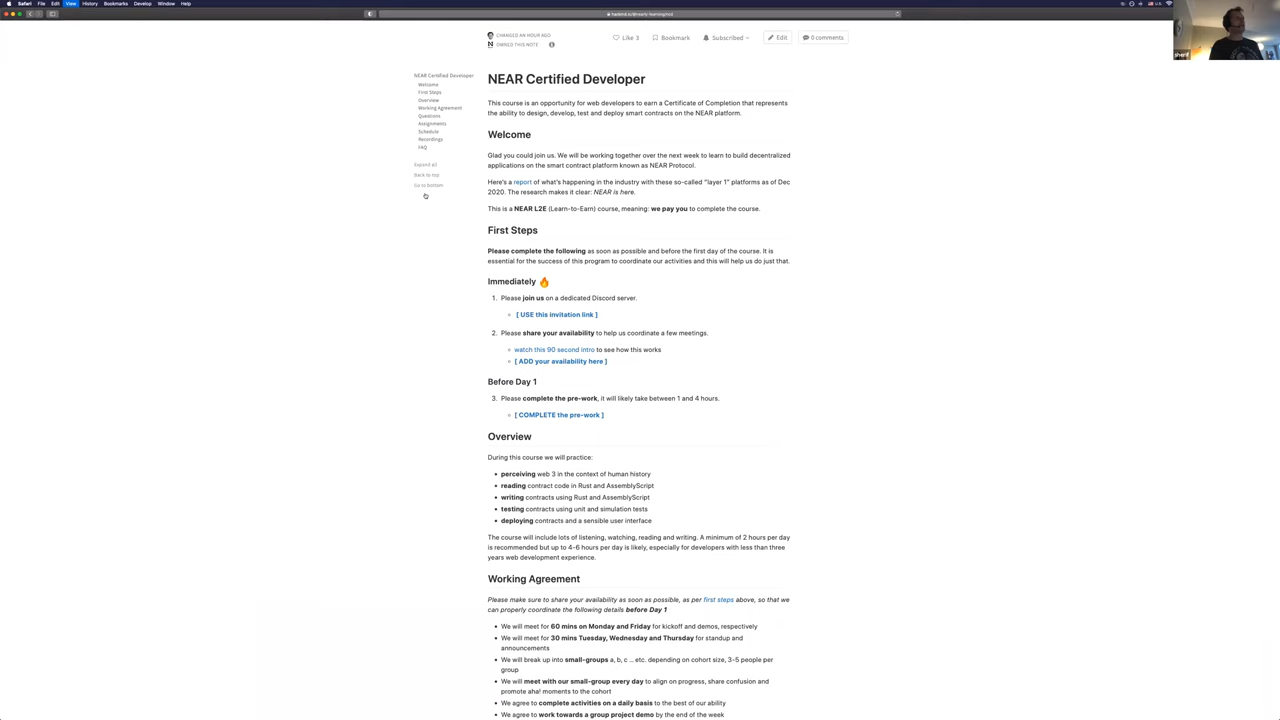 Safari File Edit View History Bookmarks Develop Window Help
hackmd.io/@nearly-learning/ncd
CHANGED AN HOUR AGO
OWNED THIS NOTE
Like 3 Bookmark Subscribed Edit 0 comments
sherif
NEAR Certified Developer
Welcome
First Steps
Overview
Working Agreement
Questions
Assignments
Schedule
Recordings
FAQ
Expand all
Back to top
Go to bottom
NEAR Certified Developer
This course is an opportunity for web developers to earn a Certificate of Completion that represents
the ability to design, develop, test and deploy smart contracts on the NEAR platform.
Welcome
Glad you could join us. We will be working together over the next week to learn to build decentralized
applications on the smart contract platform known as NEAR Protocol.
Here's a report of what's happening in the industry with these so-called "layer 1" platforms as of Dec
2020. The research makes it clear: NEAR is here.
This is a NEAR L2E (Learn-to-Earn) course, meaning: we pay you to complete the course.
First Steps
Please complete the following as soon as possible and before the first day of the course. It is
essential for the success of this program to coordinate our activities and this will help us do just that.
Immediately 🔥
1. Please join us on a dedicated Discord server.
[ USE this invitation link ]
2. Please share your availability to help us coordinate a few meetings.
watch this 90 second intro to see how this works
[ ADD your availability here ]
Before Day 1
3. Please complete the pre-work, it will likely take between 1 and 4 hours.
[ COMPLETE the pre-work ]
Overview
During this course we will practice:
• perceiving web 3 in the context of human history
• reading contract code in Rust and AssemblyScript
• writing contracts using Rust and AssemblyScript
• testing contracts using unit and simulation tests
• deploying contracts and a sensible user interface
The course will include lots of listening, watching, reading and writing. A minimum of 2 hours per day
is recommended but up to 4-6 hours per day is likely, especially for developers with less than three
years web development experience.
Working Agreement
Please make sure to share your availability as soon as possible, as per first steps above, so that we
can properly coordinate the following details before Day 1
• We will meet for 60 mins on Monday and Friday for kickoff and demos, respectively
• We will meet for 30 mins Tuesday, Wednesday and Thursday for standup and
announcements
• We will break up into small-groups a, b, c ... etc. depending on cohort size, 3-5 people per
group
• We will meet with our small-group every day to align on progress, share confusion and
promote aha! moments to the cohort
• We agree to complete activities on a daily basis to the best of our ability
• We agree to work towards a group project demo by the end of the week